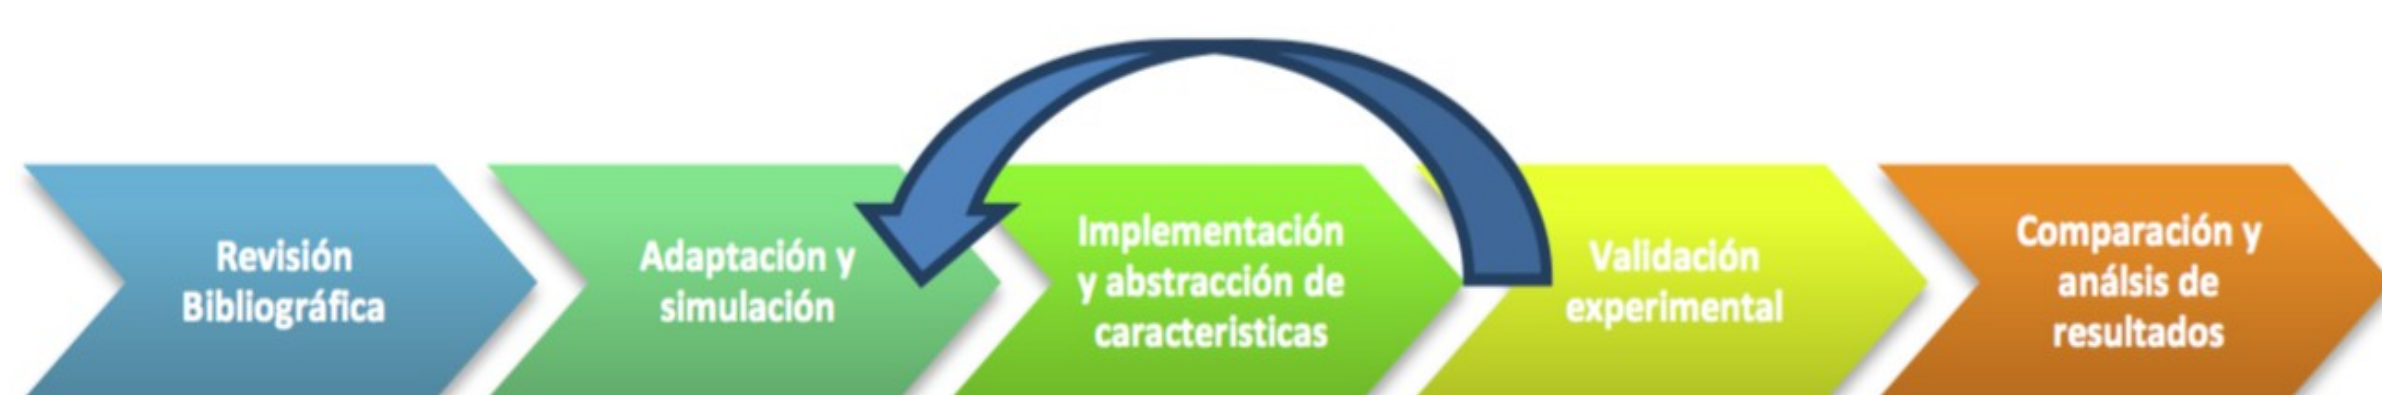 Revisión
Bibliográfica
Adaptación y
simulación
Implementación
y abstracción de
caracteristicas
Validación
experimental
Comparación y
análsis de
resultados